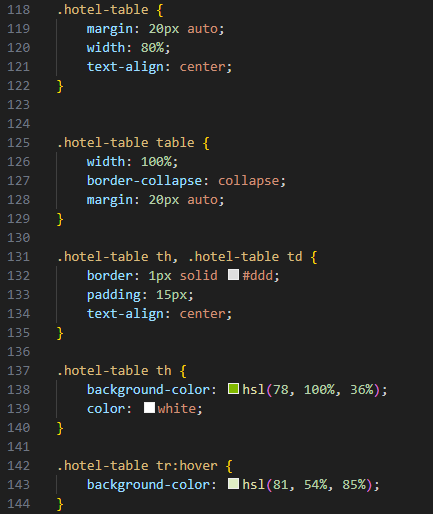 118 .hotel-table {
119     margin: 20px auto;
120     width: 80%;
121     text-align: center;
122 }
123
124
125 .hotel-table table {
126     width: 100%;
127     border-collapse: collapse;
128     margin: 20px auto;
129 }
130
131 .hotel-table th, .hotel-table td {
132     border: 1px solid #ddd;
133     padding: 15px;
134     text-align: center;
135 }
136
137 .hotel-table th {
138     background-color: hsl(78, 100%, 36%);
139     color: white;
140 }
141
142 .hotel-table tr:hover {
143     background-color: hsl(81, 54%, 85%);
144 }